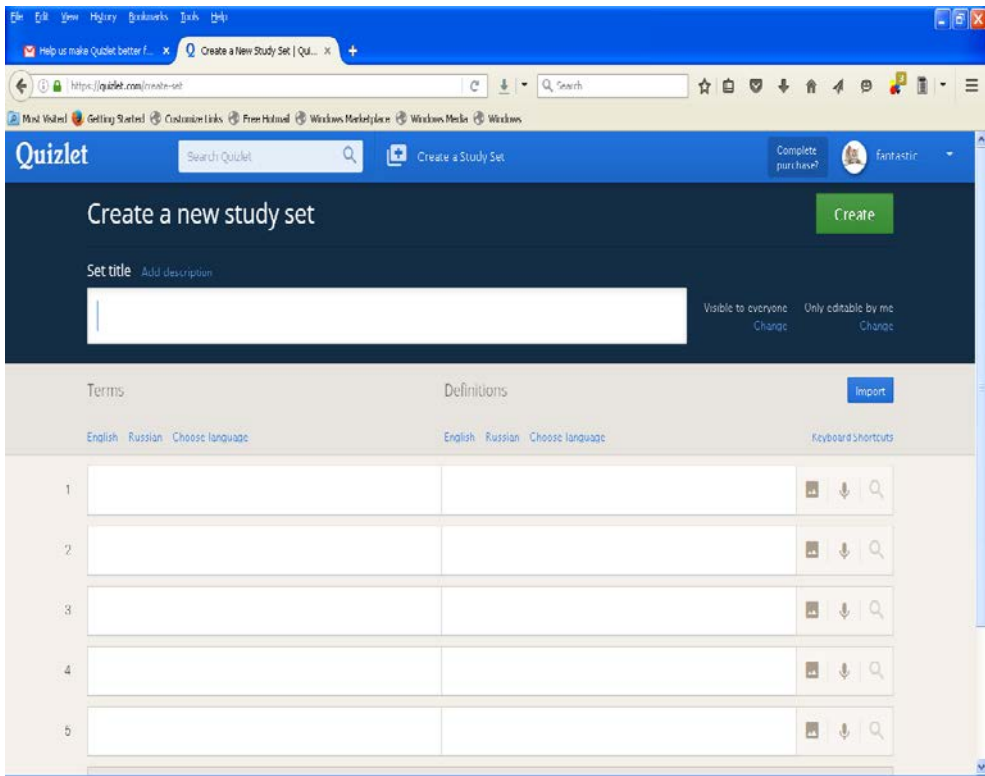 File Edit View History Bookmarks Tools Help
Help us make Quizlet better f... × Create a New Study Set | Qui... × +
https://quizlet.com/create-set Search
Most Visited Getting Started Customize Links Free Hotmail Windows Marketplace Windows Media Windows
Quizlet Search Quizlet Create a Study Set Complete purchase? fantastic
Create a new study set Create
Set title Add description
Visible to everyone Only editable by me
Change Change
Terms Definitions Import
English Russian Choose language English Russian Choose language Keyboard Shortcuts
1
2
3
4
5